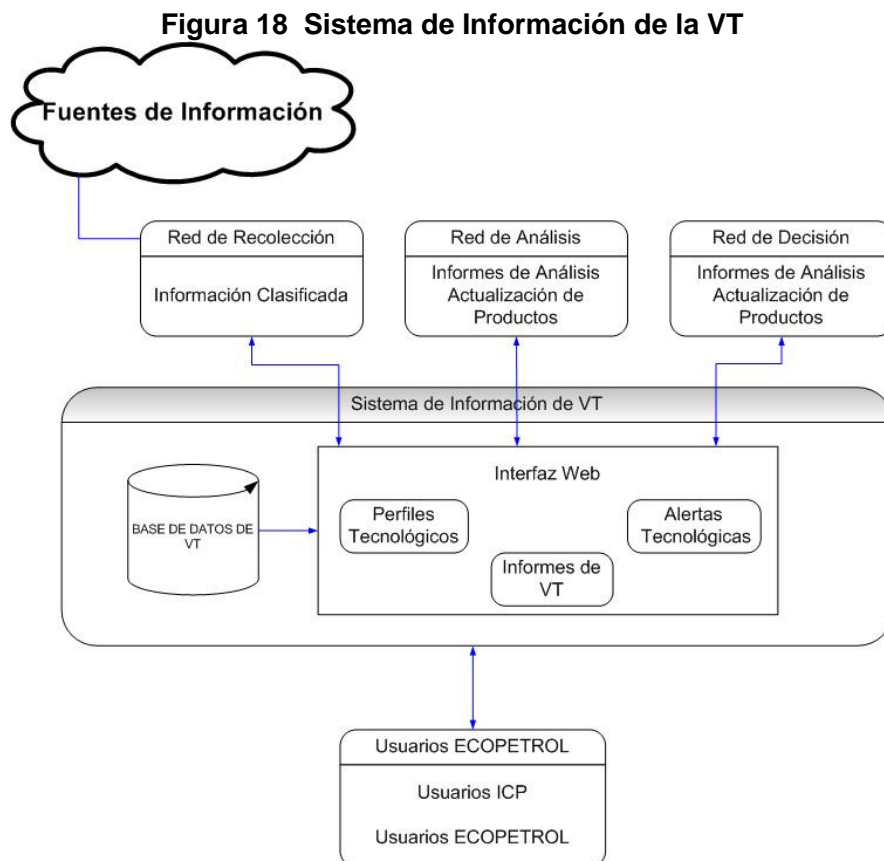 Figura 18  Sistema de Información de la VT
Fuentes de Información
Red de Recolección
Información Clasificada
Red de Análisis
Informes de Análisis
Actualización de
Productos
Red de Decisión
Informes de Análisis
Actualización de
Productos
Sistema de Información de VT
BASE DE DATOS DE
VT
Interfaz Web
Perfiles
Tecnológicos
Alertas
Tecnológicas
Informes de
VT
Usuarios ECOPETROL
Usuarios ICP
Usuarios ECOPETROL